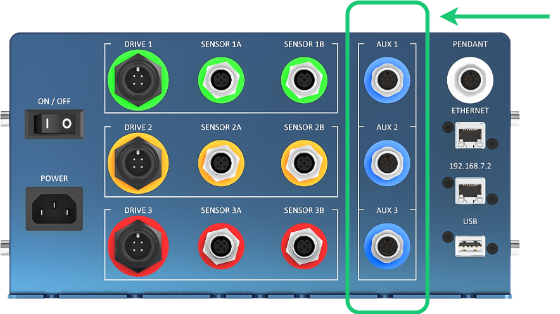 DRIVE 1 SENSOR 1A SENSOR 1B AUX 1 PENDANT
ON / OFF
ETHERNET
DRIVE 2 SENSOR 2A SENSOR 2B AUX 2
192.168.7.2
POWER
DRIVE 3 SENSOR 3A SENSOR 3B AUX 3
USB